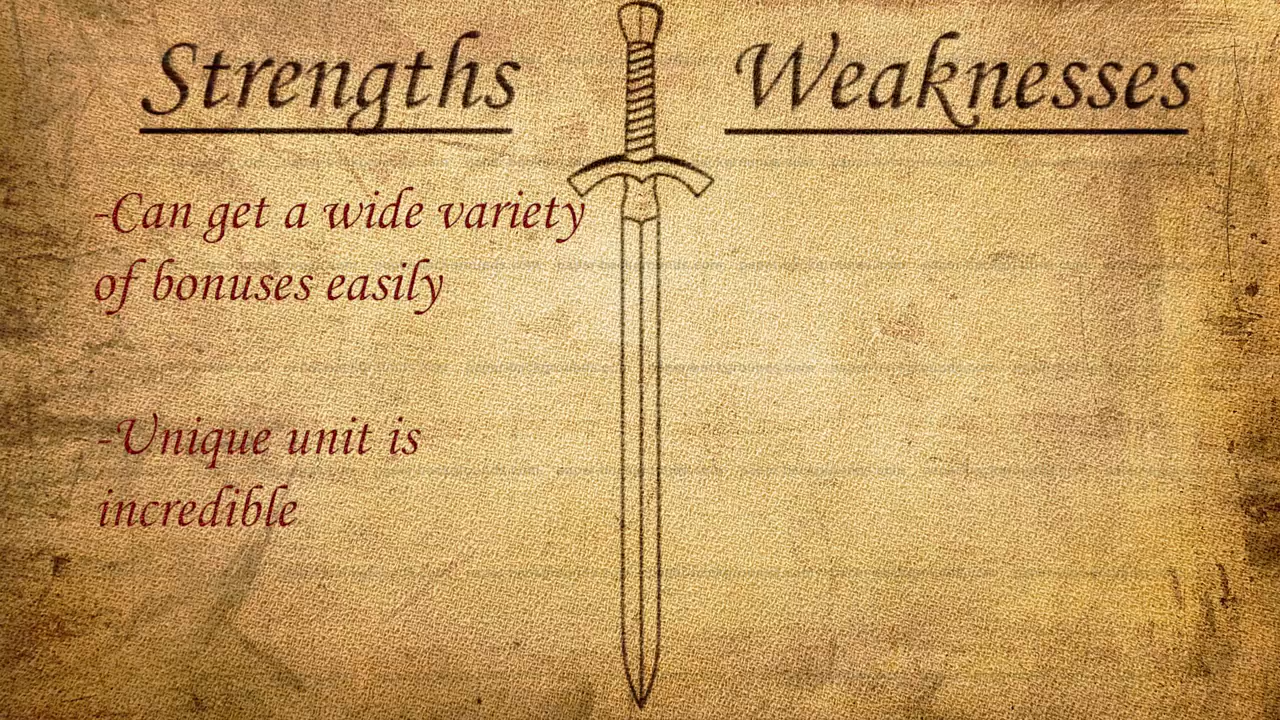 Strengths
Weaknesses
-Can get a wide variety
of bonuses easily
-Unique unit is
incredible